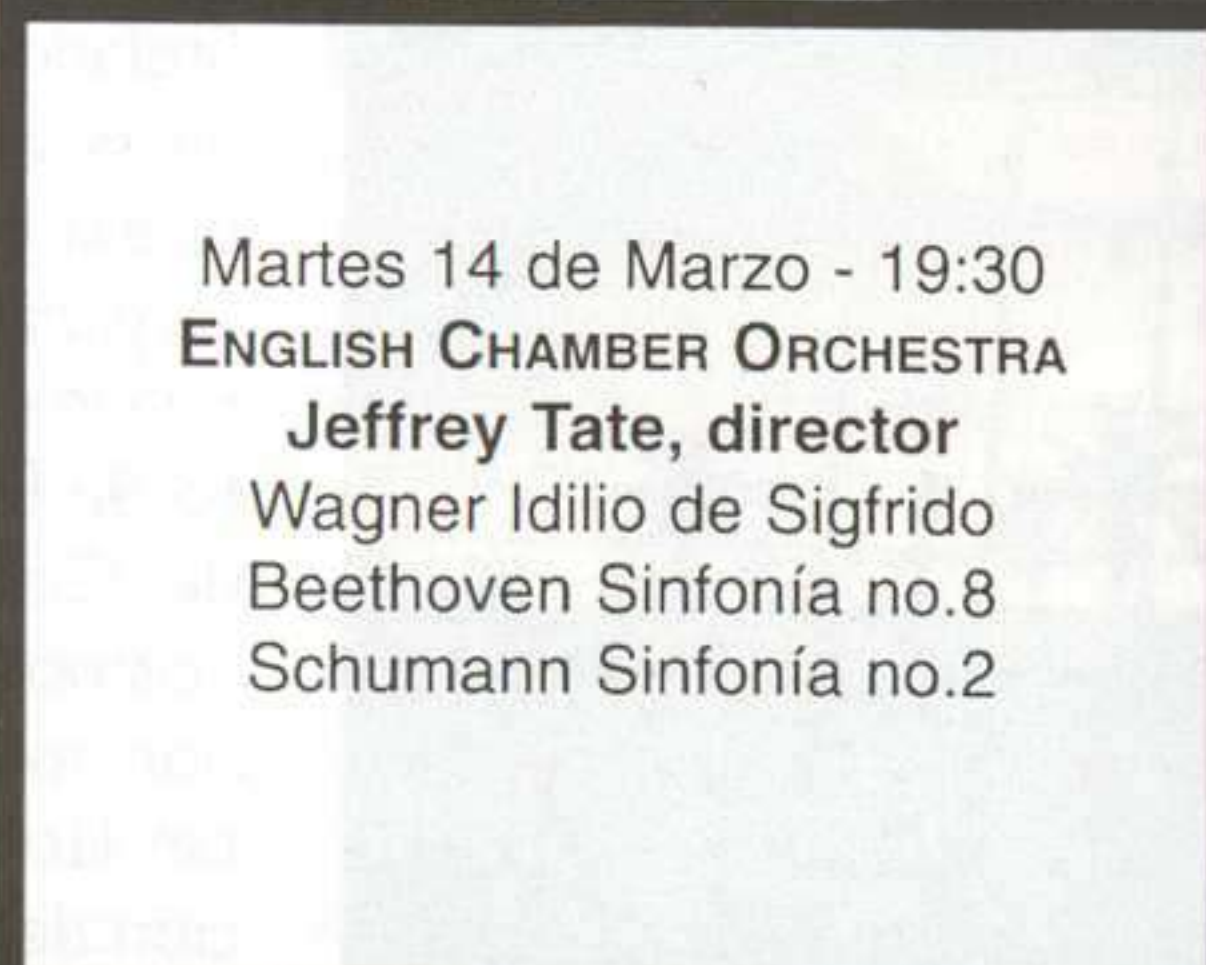 Martes 14 de Marzo - 19:30
ENGLISH CHAMBER ORCHESTRA
Jeffrey Tate, director
Wagner Idilio de Sigfrido
Beethoven Sinfonía no.8
Schumann Sinfonía no.2